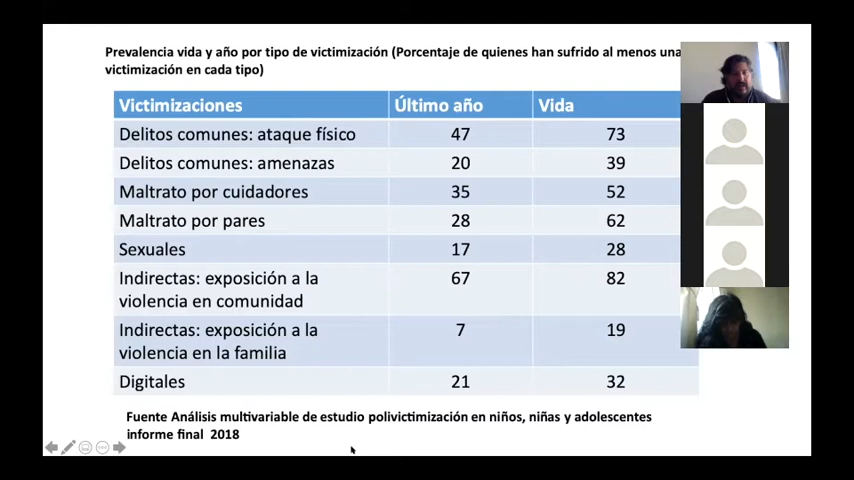 Prevalencia vida y año por tipo de victimización (Porcentaje de quienes han sufrido al menos una
victimización en cada tipo)
Victimizaciones Último año Vida
Delitos comunes: ataque físico 47 73
Delitos comunes: amenazas 20 39
Maltrato por cuidadores 35 52
Maltrato por pares 28 62
Sexuales 17 28
Indirectas: exposición a la 67 82
violencia en comunidad
Indirectas: exposición a la 7 19
violencia en la familia
Digitales 21 32
Fuente Análisis multivariable de estudio polivictimización en niños, niñas y adolescentes
informe final 2018